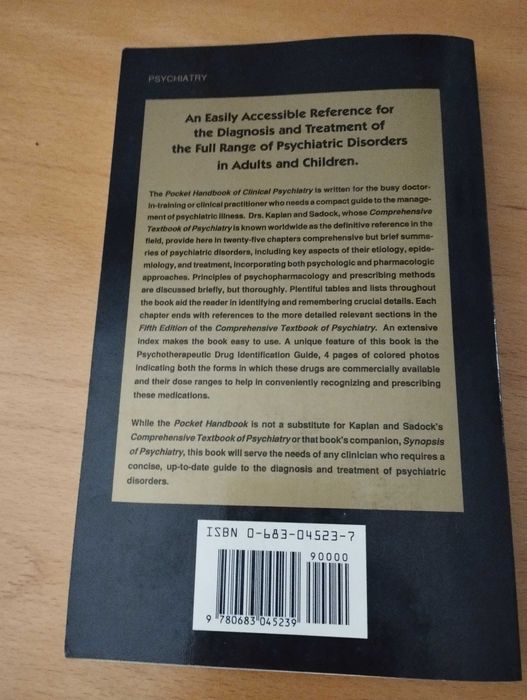 PSYCHIATRY
An Easily Accessible Reference for
the Diagnosis and Treatment of
the Full Range of Psychiatric Disorders
in Adults and Children.
The Pocket Handbook of Clinical Psychiatry is written for the busy doctor-
in-training or clinical practitioner who needs a compact guide to the manage-
ment of psychiatric illness. Drs. Kaplan and Sadock, whose Comprehensive
Textbook of Psychiatry is known worldwide as the definitive reference in the
field, provide here in twenty-five chapters comprehensive but brief summa-
ries of psychiatric disorders, including key aspects of their etiology, epide-
miology, and treatment, incorporating both psychologic and pharmacologic
approaches. Principles of psychopharmacology and prescribing methods
are discussed briefly, but thoroughly. Plentiful tables and lists throughout
the book aid the reader in identifying and remembering crucial details. Each
chapter ends with references to the more detailed relevant sections in the
Fifth Edition of the Comprehensive Textbook of Psychiatry. An extensive
index makes the book easy to use. A unique feature of this book is the
Psychotherapeutic Drug Identification Guide, 4 pages of colored photos
indicating both the forms in which these drugs are commercially available
and their dose ranges to help in conveniently recognizing and prescribing
these medications.
While the Pocket Handbook is not a substitute for Kaplan and Sadock's
Comprehensive Textbook of Psychiatry or that book's companion, Synopsis
of Psychiatry, this book will serve the needs of any clinician who requires a
concise, up-to-date guide to the diagnosis and treatment of psychiatric
disorders.
ISBN 0-683-04523-7
90000
9 780683 045239